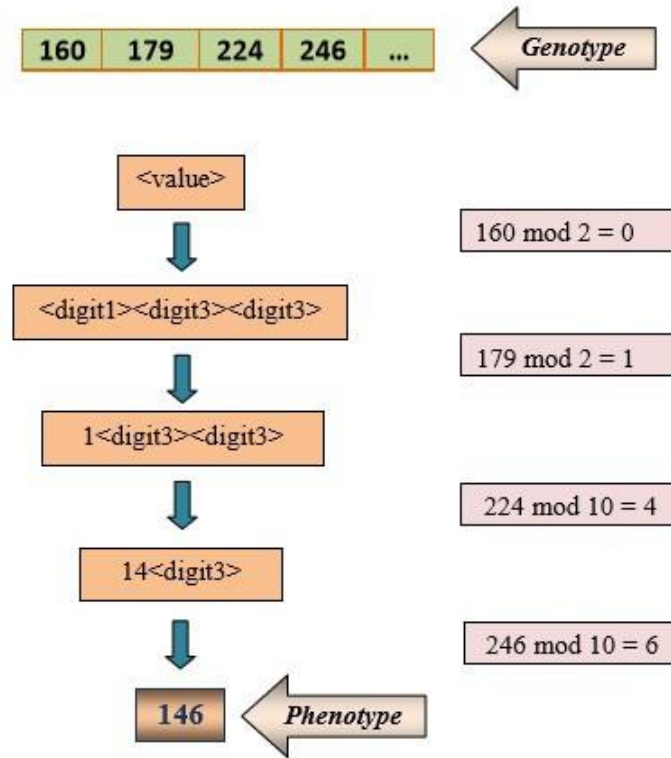 160 179 224 246 ... Genotype
<value>
160 mod 2 = 0
<digit1><digit3><digit3>
179 mod 2 = 1
1<digit3><digit3>
224 mod 10 = 4
14<digit3>
246 mod 10 = 6
146 Phenotype